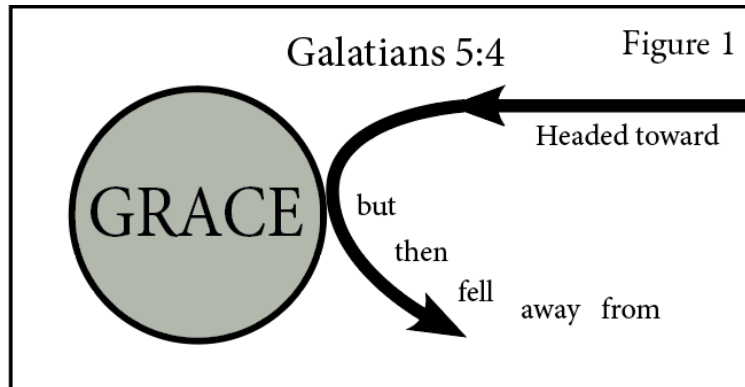 Galatians 5:4
Figure 1
Headed toward
GRACE
but
then
fell
away from